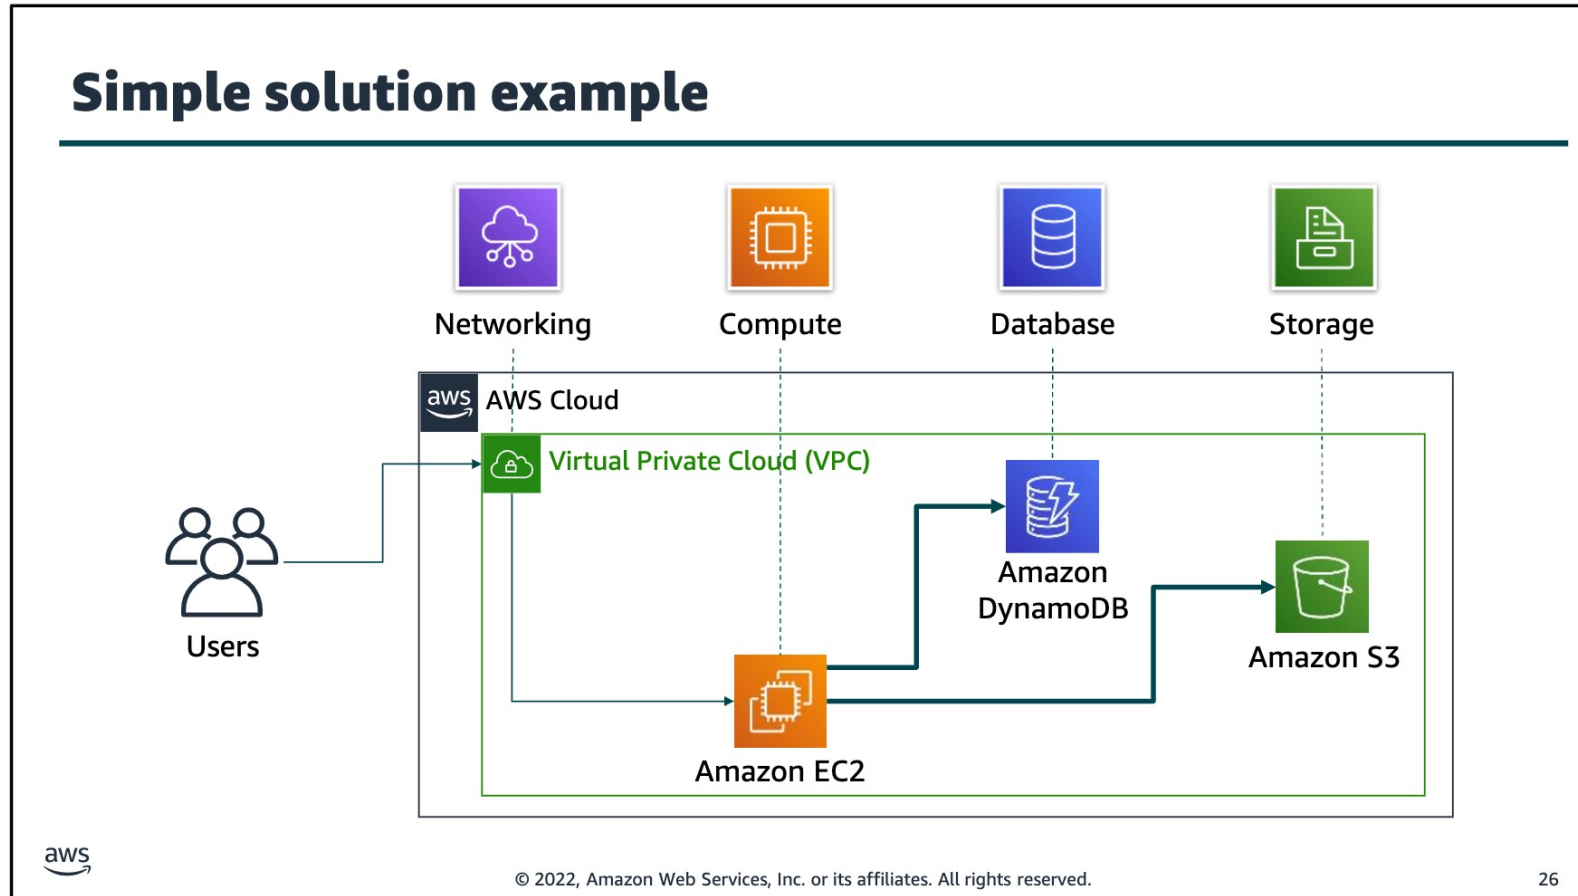 Simple solution example
Networking
Compute
Database
Storage
aws
AWS Cloud
Virtual Private Cloud (VPC)
Users
Amazon
DynamoDB
Amazon S3
Amazon EC2
aws
© 2022, Amazon Web Services, Inc. or its affiliates. All rights reserved.
26